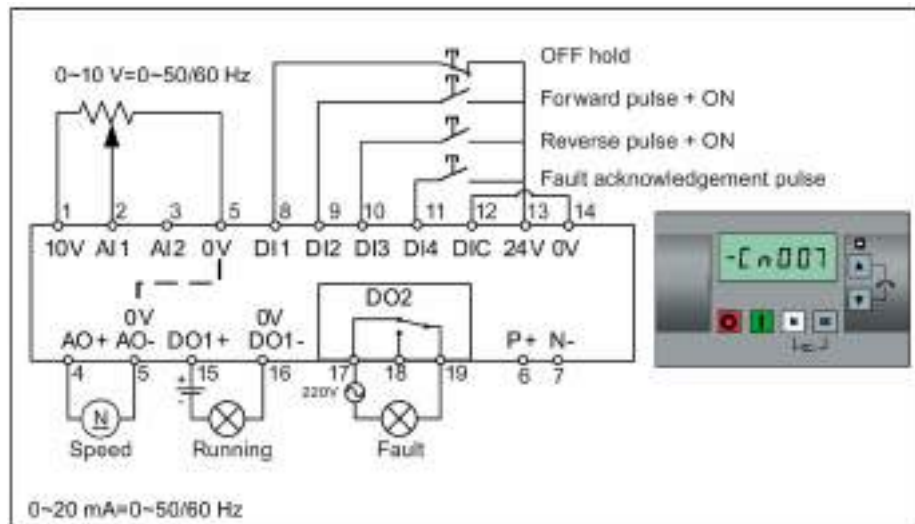 0~10 V=0~50/60 Hz
OFF hold
Forward pulse + ON
Reverse pulse + ON
Fault acknowledgement pulse
1 2 3 5 8 9 10 11 12 13 14
10V AI1 AI2 0V DI1 DI2 DI3 DI4 DIC 24V 0V
-Cn007
DO2
0V 0V
AO+ AO- DO1+ DO1- P+ N-
4 5 15 16 17 18 19 6 7
+
-
220V
N
Speed Running Fault
0~20 mA=0~50/60 Hz